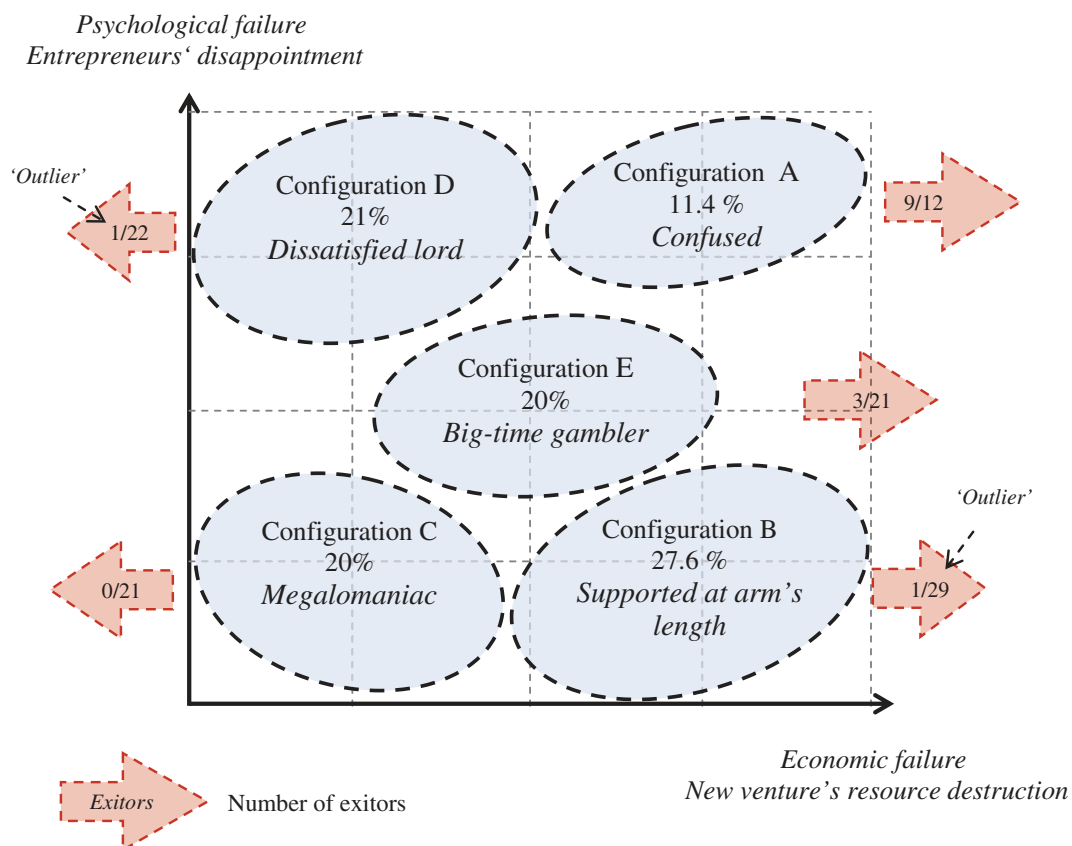 Psychological failure
Entrepreneurs‘ disappointment
‘Outlier’
1/22
Configuration D
21%
Dissatisfied lord
Configuration A
11.4 %
Confused
9/12
Configuration E
20%
Big-time gambler
3/21
Configuration C
20%
Megalomaniac
0/21
Configuration B
27.6 %
Supported at arm’s
length
‘Outlier’
1/29
Economic failure
New venture’s resource destruction
Exitors
Number of exitors